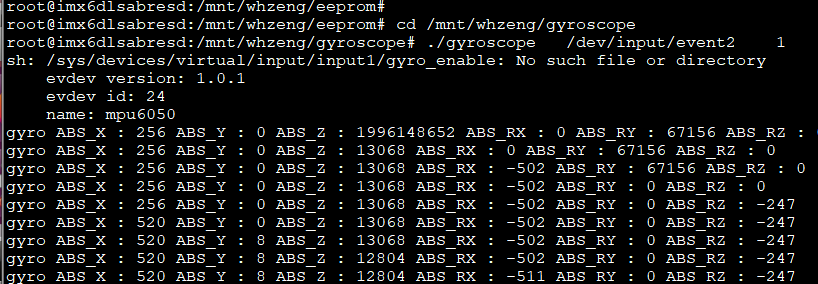 root@imx6dlsabresd:/mnt/whzeng/eeprom#
root@imx6dlsabresd:/mnt/whzeng/eeprom# cd /mnt/whzeng/gyroscope
root@imx6dlsabresd:/mnt/whzeng/gyroscope# ./gyroscope   /dev/input/event2    1
sh: /sys/devices/virtual/input/input1/gyro_enable: No such file or directory
    evdev version: 1.0.1
    evdev id: 24
    name: mpu6050
gyro ABS_X : 256 ABS_Y : 0 ABS_Z : 1996148652 ABS_RX : 0 ABS_RY : 67156 ABS_RZ :
gyro ABS_X : 256 ABS_Y : 0 ABS_Z : 13068 ABS_RX : 0 ABS_RY : 67156 ABS_RZ : 0
gyro ABS_X : 256 ABS_Y : 0 ABS_Z : 13068 ABS_RX : -502 ABS_RY : 67156 ABS_RZ : 0
gyro ABS_X : 256 ABS_Y : 0 ABS_Z : 13068 ABS_RX : -502 ABS_RY : 0 ABS_RZ : 0
gyro ABS_X : 256 ABS_Y : 0 ABS_Z : 13068 ABS_RX : -502 ABS_RY : 0 ABS_RZ : -247
gyro ABS_X : 520 ABS_Y : 0 ABS_Z : 13068 ABS_RX : -502 ABS_RY : 0 ABS_RZ : -247
gyro ABS_X : 520 ABS_Y : 8 ABS_Z : 13068 ABS_RX : -502 ABS_RY : 0 ABS_RZ : -247
gyro ABS_X : 520 ABS_Y : 8 ABS_Z : 12804 ABS_RX : -502 ABS_RY : 0 ABS_RZ : -247
gyro ABS_X : 520 ABS_Y : 8 ABS_Z : 12804 ABS_RX : -511 ABS_RY : 0 ABS_RZ : -247